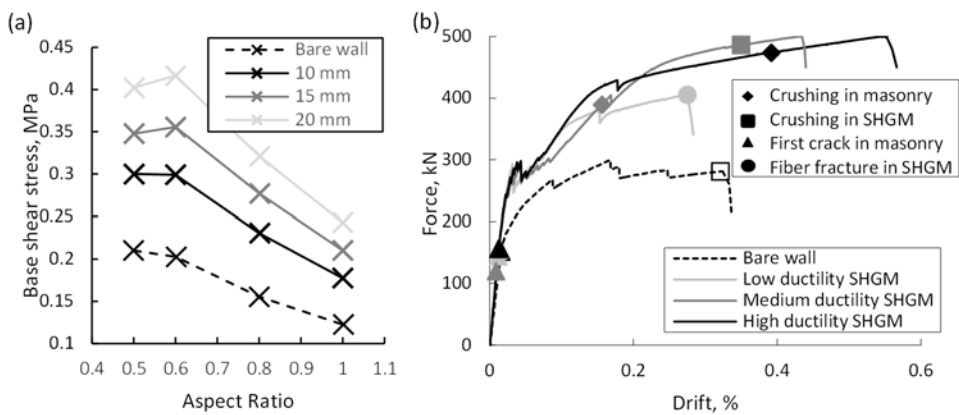 (a)
Base shear stress, MPa
0.45
0.4
0.35
0.3
0.25
0.2
0.15
0.1
0.4 0.5 0.6 0.7 0.8 0.9 1 1.1
Aspect Ratio
Bare wall
10 mm
15 mm
20 mm
(b)
Force, kN
500
400
300
200
100
0
0 0.2 0.4 0.6
Drift, %
Crushing in masonry
Crushing in SHGM
First crack in masonry
Fiber fracture in SHGM
Bare wall
Low ductility SHGM
Medium ductility SHGM
High ductility SHGM